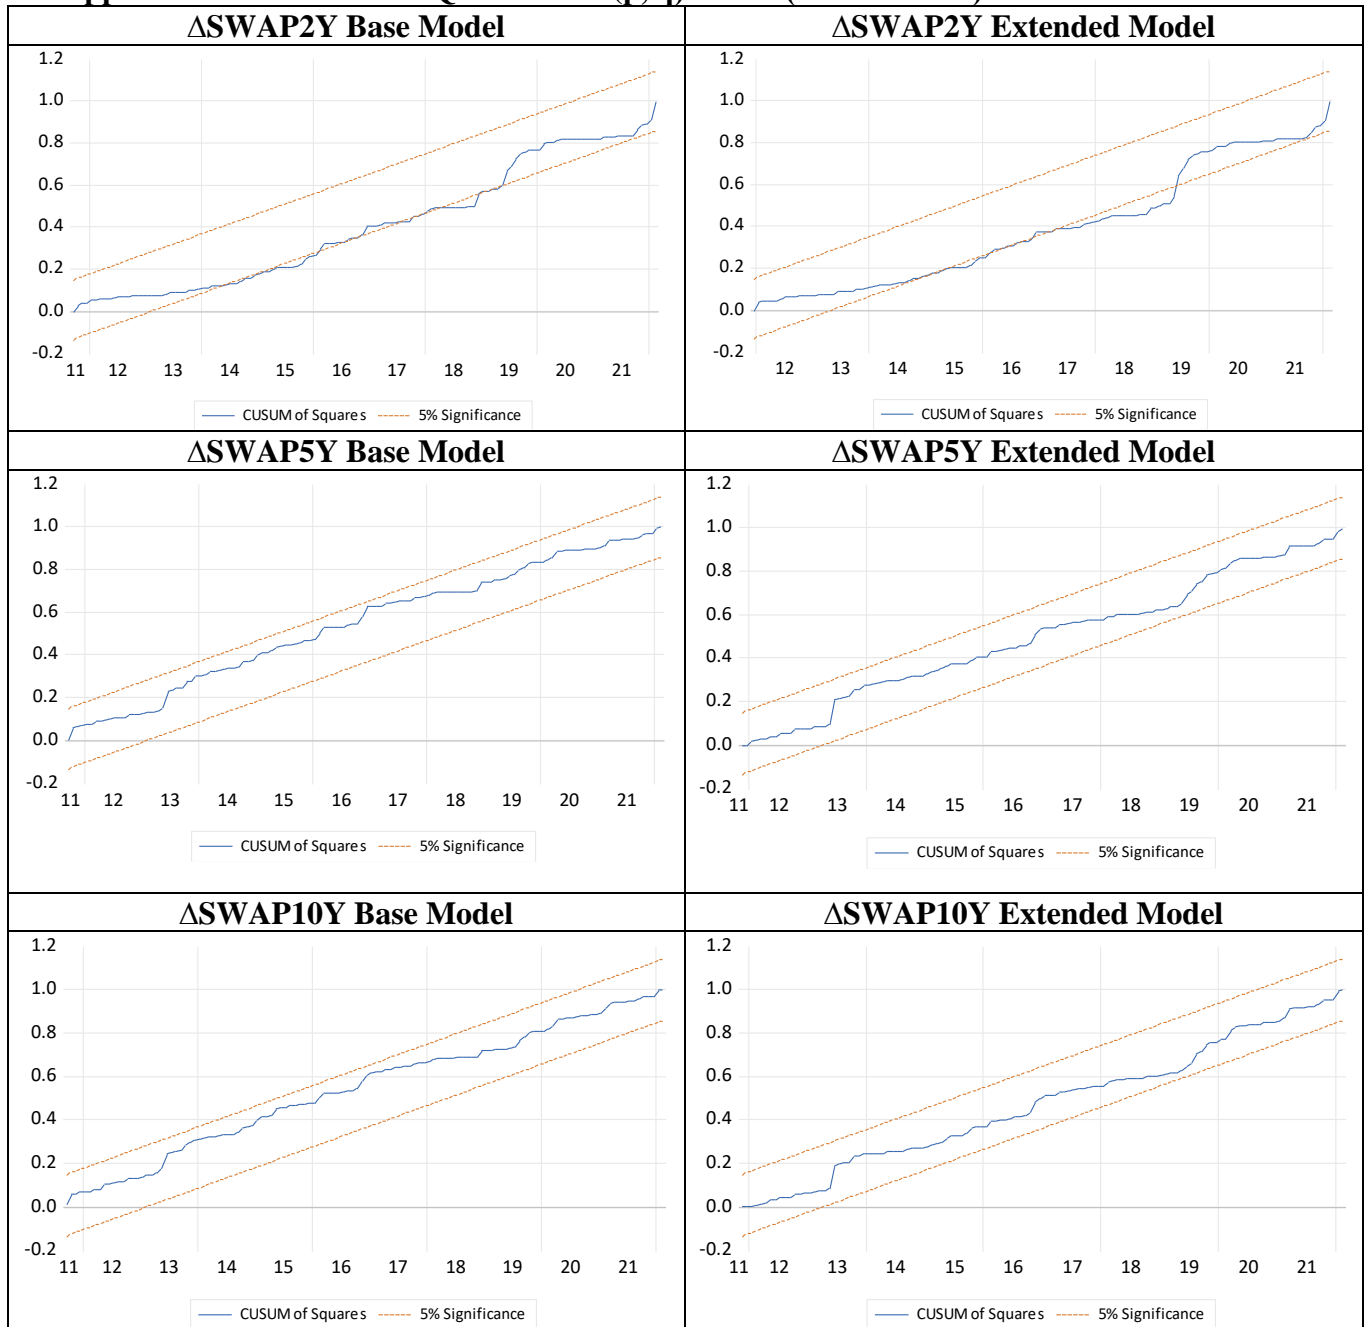 (p, q)
ΔSWAP2Y Base Model
1.2
1.0
0.8
0.6
0.4
0.2
0.0
-0.2
11 12 13 14 15 16 17 18 19 20 21
CUSUM of Squares 5% Significance
ΔSWAP2Y Extended Model
1.2
1.0
0.8
0.6
0.4
0.2
0.0
-0.2
12 13 14 15 16 17 18 19 20 21
CUSUM of Squares 5% Significance
ΔSWAP5Y Base Model
1.2
1.0
0.8
0.6
0.4
0.2
0.0
-0.2
11 12 13 14 15 16 17 18 19 20 21
CUSUM of Squares 5% Significance
ΔSWAP5Y Extended Model
1.2
1.0
0.8
0.6
0.4
0.2
0.0
-0.2
11 12 13 14 15 16 17 18 19 20 21
CUSUM of Squares 5% Significance
ΔSWAP10Y Base Model
1.2
1.0
0.8
0.6
0.4
0.2
0.0
-0.2
11 12 13 14 15 16 17 18 19 20 21
CUSUM of Squares 5% Significance
ΔSWAP10Y Extended Model
1.2
1.0
0.8
0.6
0.4
0.2
0.0
-0.2
11 12 13 14 15 16 17 18 19 20 21
CUSUM of Squares 5% Significance